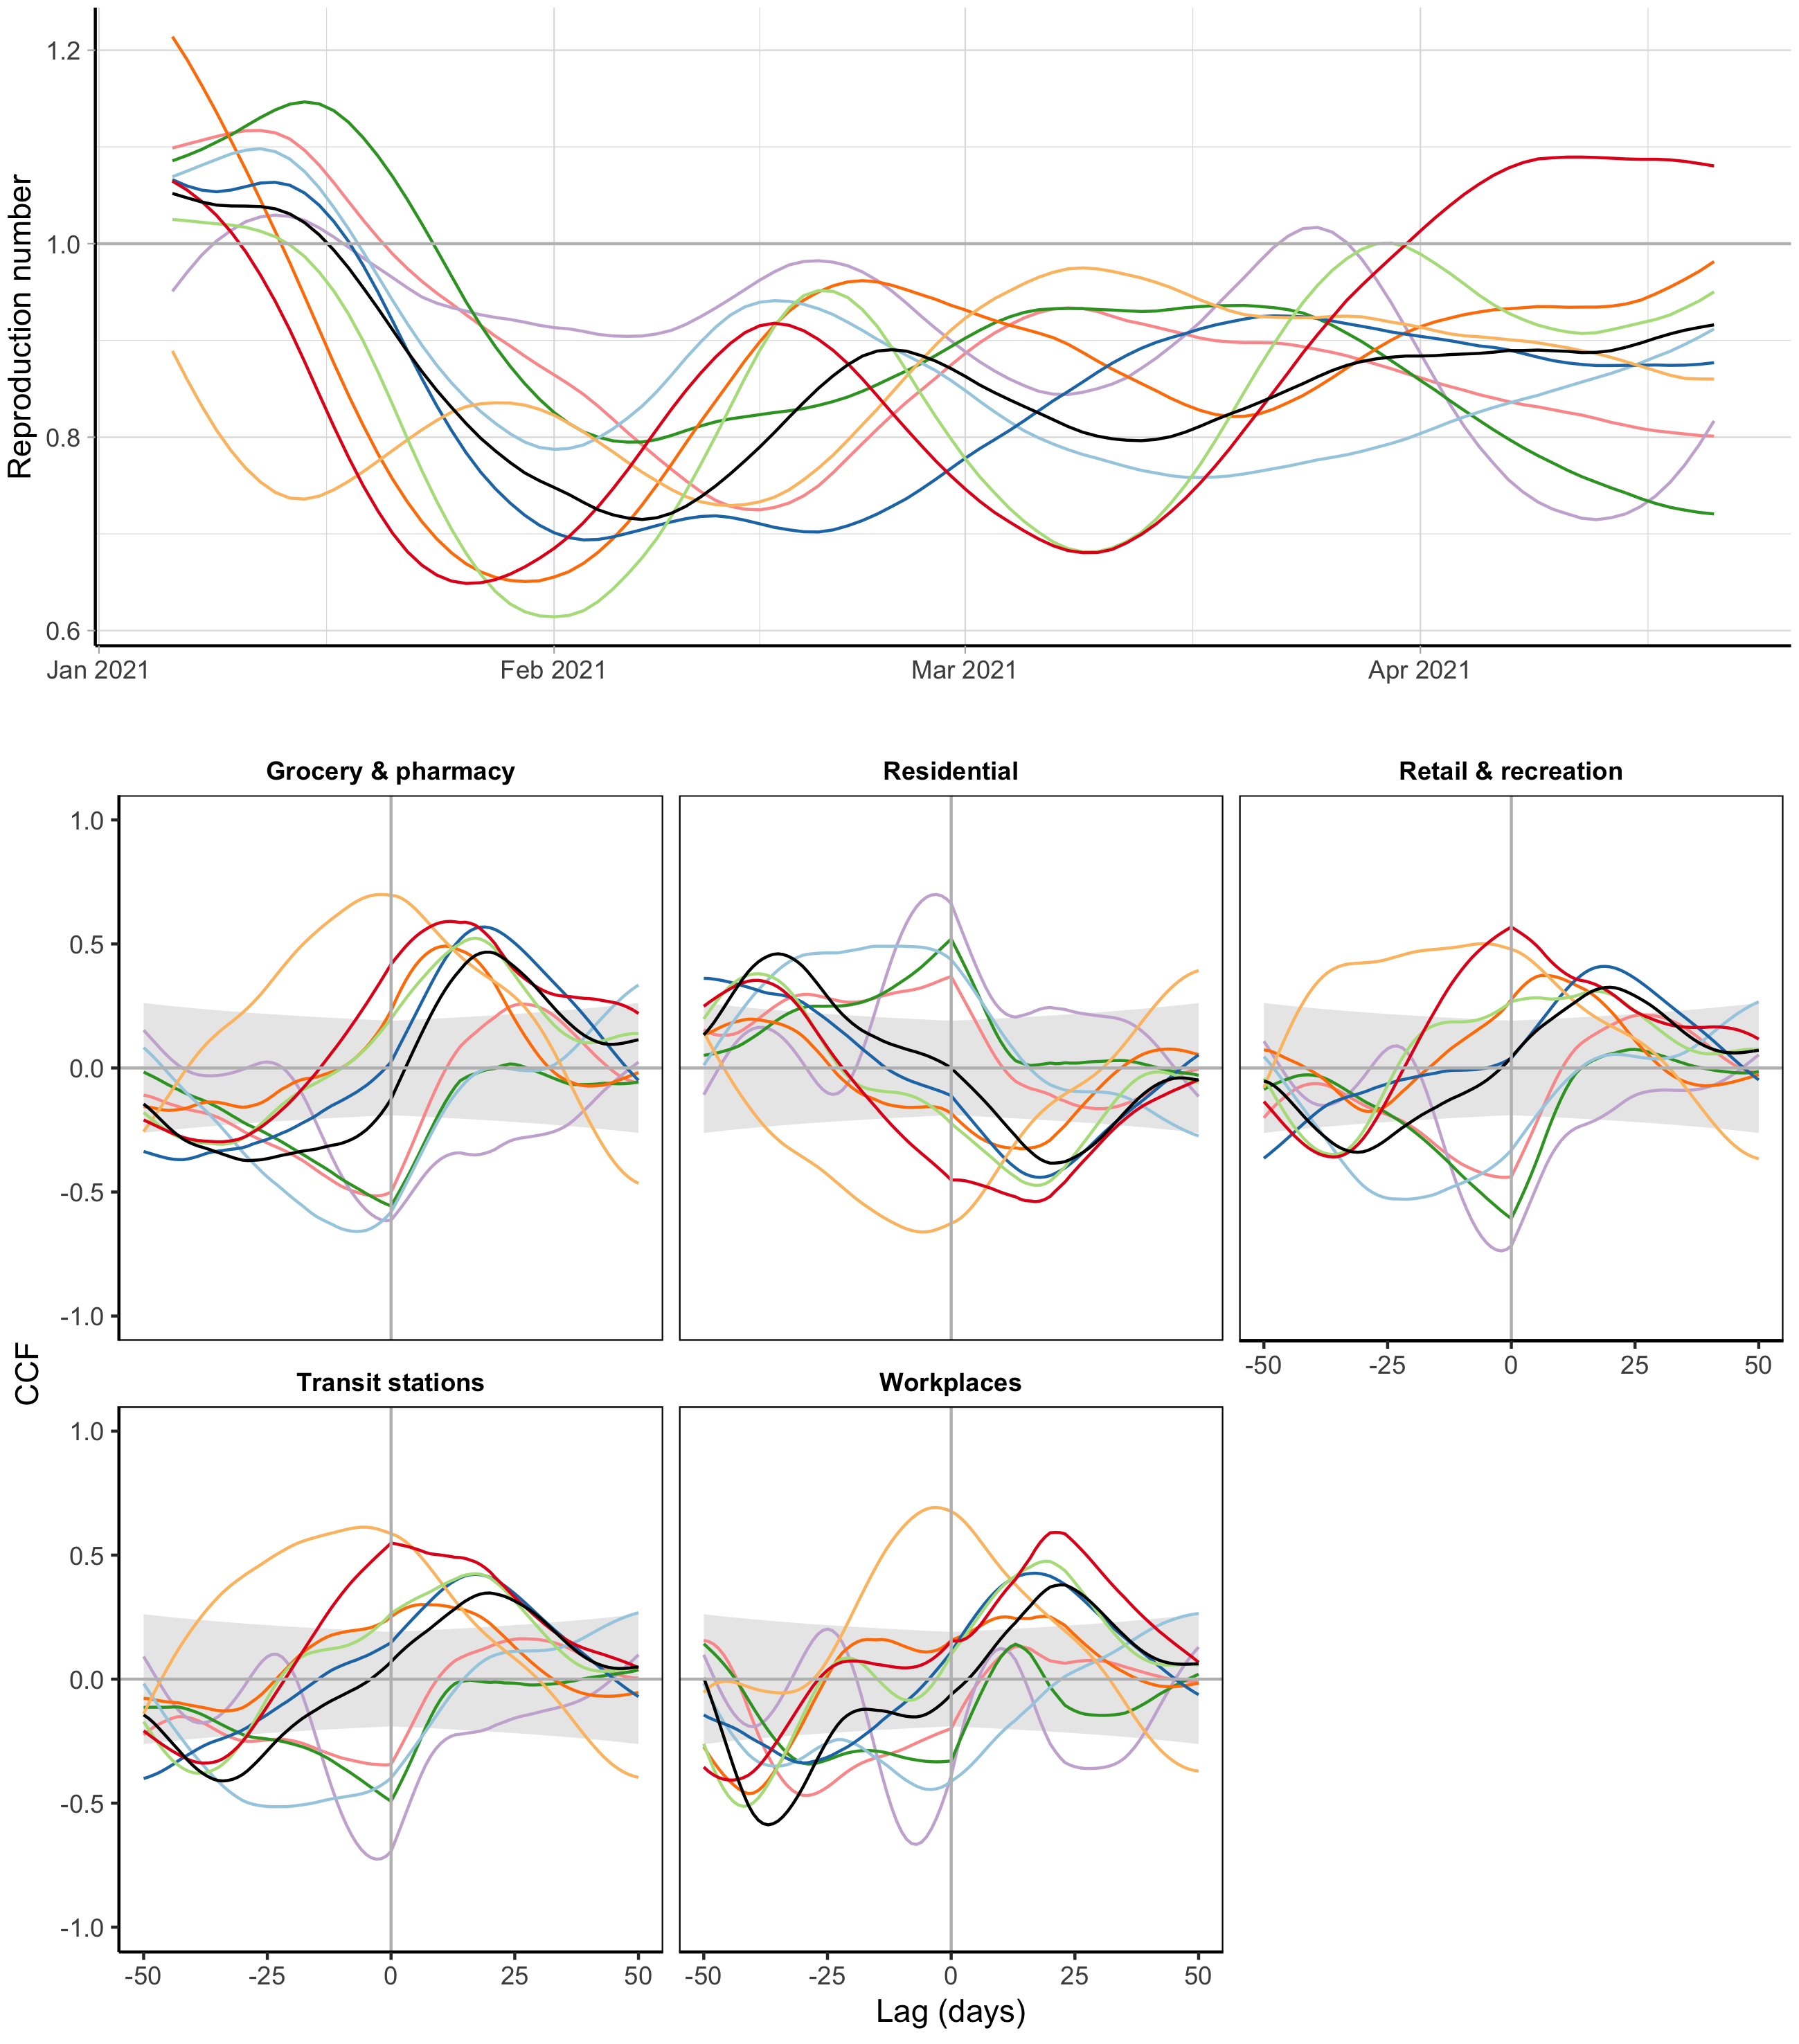 Reproduction number
1.2
1.0
0.8
0.6
Jan 2021 Feb 2021 Mar 2021 Apr 2021
Grocery & pharmacy Residential Retail & recreation
1.0
0.5
0.0
-0.5
-1.0
-50 -25 0 25 50
CCF
Transit stations Workplaces
1.0
0.5
0.0
-0.5
-1.0
-50 -25 0 25 50 -50 -25 0 25 50
Lag (days)